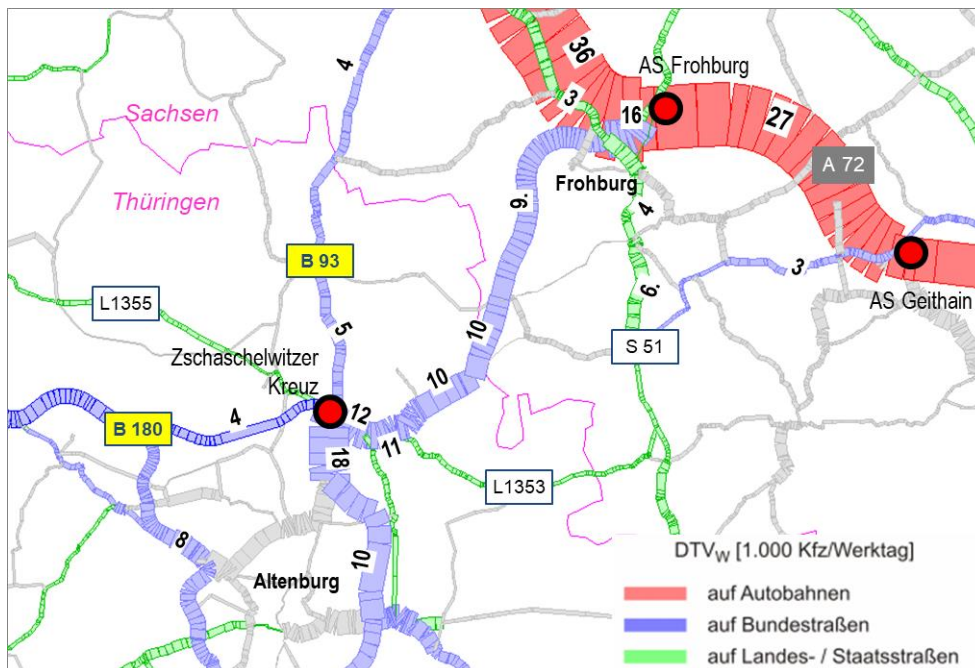 4
36
AS Frohburg
3
16
27
Sachsen
A 72
Thüringen
Frohburg
9.
4
B 93
3
AS Geithain
6.
L1355
5
10
S 51
Zschaschelwitzer
Kreuz
10
4
12
B 180
11
18
L1353
8
10
Altenburg
DTVw [1.000 Kfz/Werktag]
auf Autobahnen
auf Bundestraßen
auf Landes- / Staatsstraßen